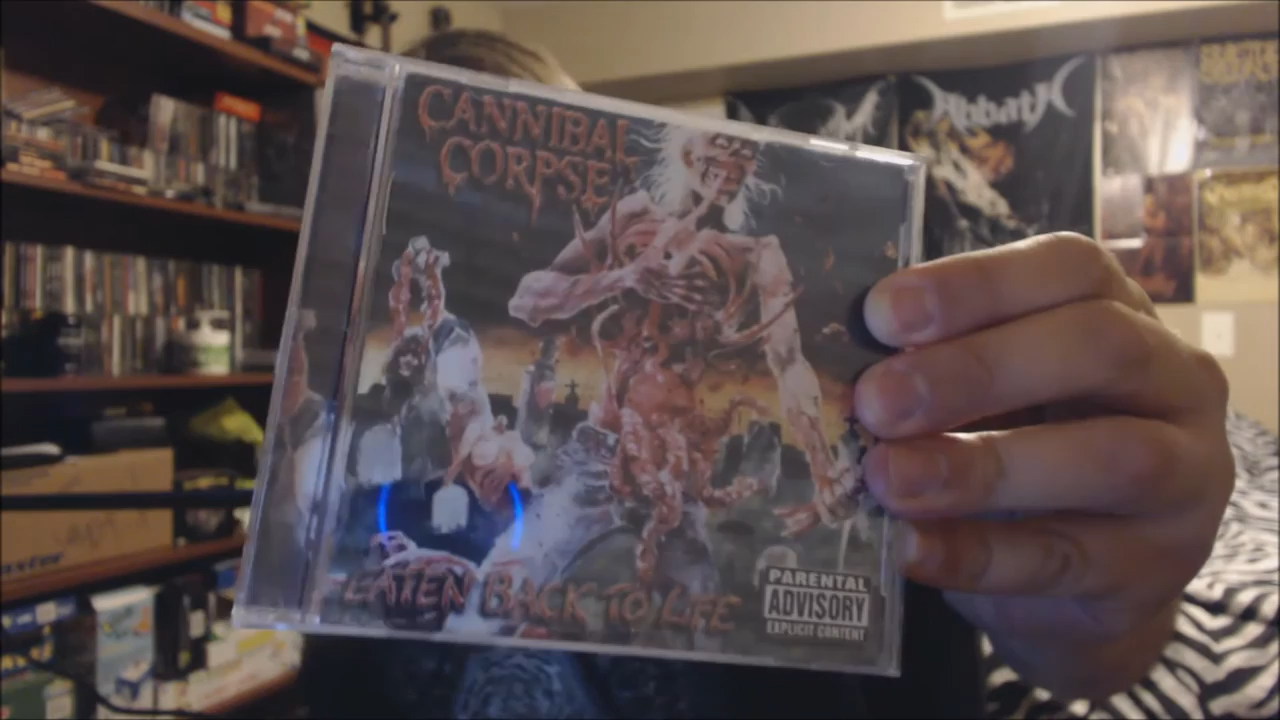 CANNIBAL
CORPSE
EATEN BACK TO LIFE
PARENTAL
ADVISORY
EXPLICIT CONTENT
Abbath